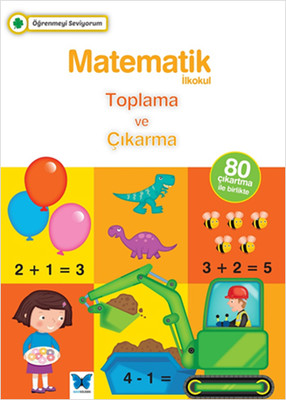 Öğrenmeyi Seviyorum
Matematik
İlkokul
Toplama
ve
Çıkarma
80
çıkartma
ile birlikte
2 + 1 = 3
3 + 2 = 5
4 - 1 =